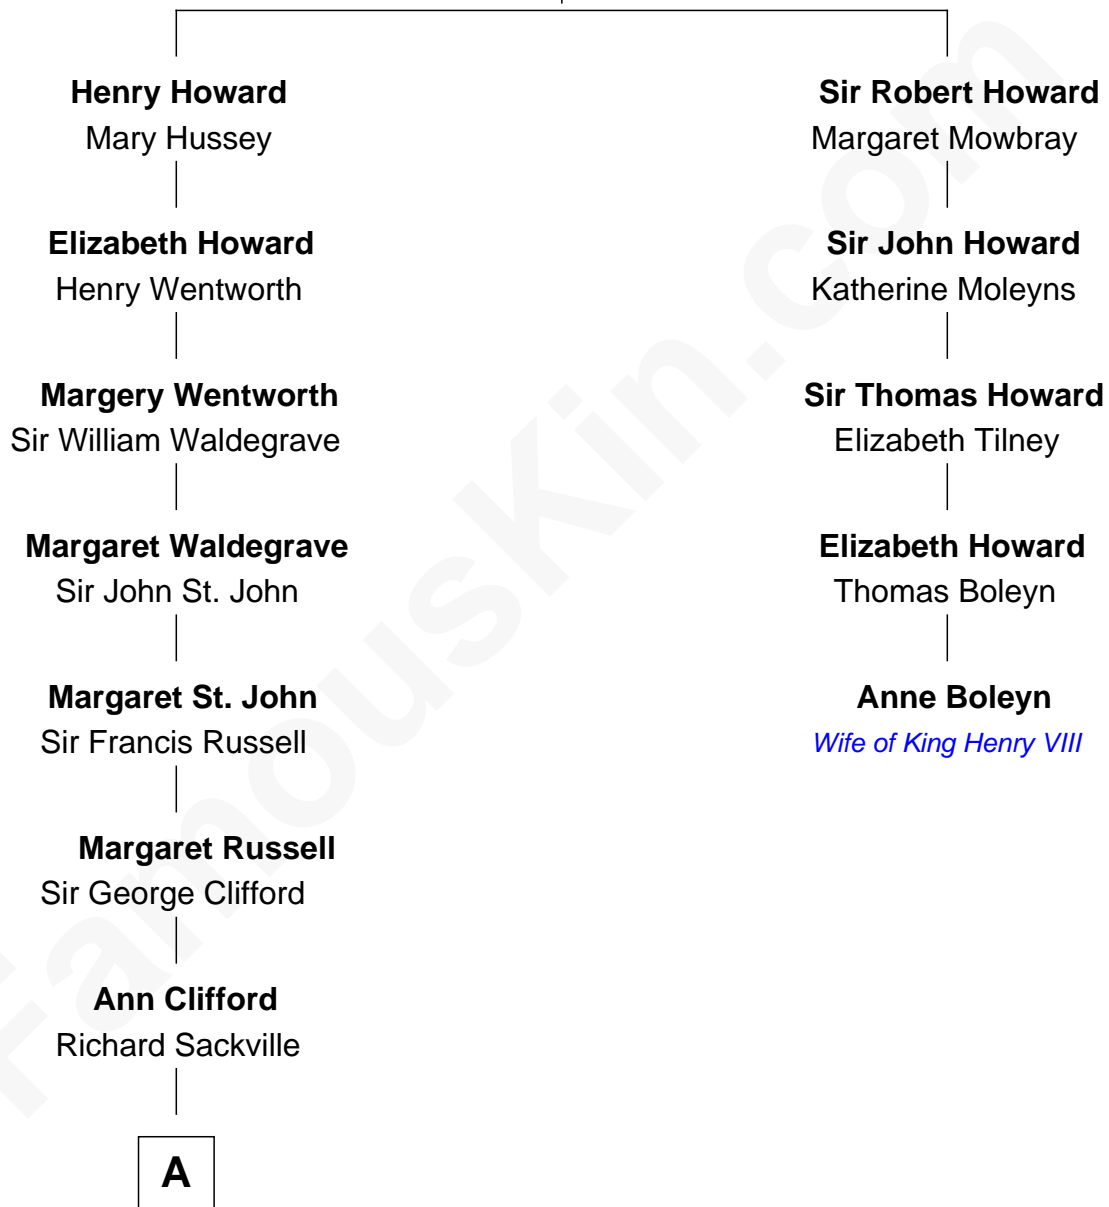 Henry Howard
Mary Hussey
Elizabeth Howard
Henry Wentworth
Margery Wentworth
Sir William Waldegrave
Margaret Waldegrave
Sir John St. John
Margaret St. John
Sir Francis Russell
Margaret Russell
Sir George Clifford
Ann Clifford
Richard Sackville
A
Sir Robert Howard
Margaret Mowbray
Sir John Howard
Katherine Moleyns
Sir Thomas Howard
Elizabeth Tilney
Elizabeth Howard
Thomas Boleyn
Anne Boleyn
Wife of King Henry VIII
FamousKin.com